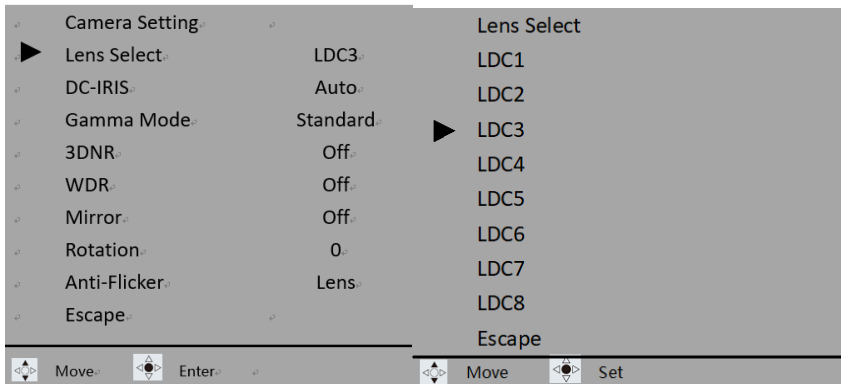 Camera Setting
Lens Select LDC3
DC-IRIS Auto
Gamma Mode Standard
3DNR Off
WDR Off
Mirror Off
Rotation 0
Anti-Flicker Lens
Escape
Move Enter
Lens Select
LDC1
LDC2
LDC3
LDC4
LDC5
LDC6
LDC7
LDC8
Escape
Move Set